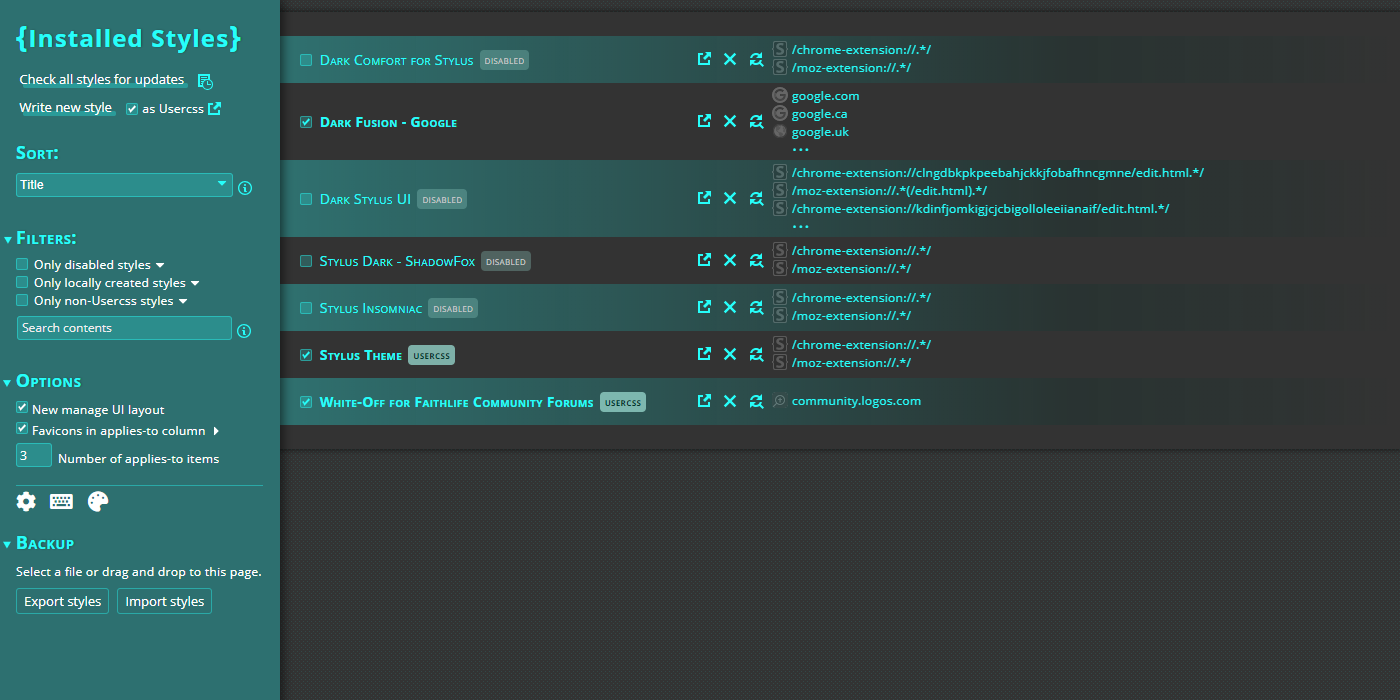 {Installed Styles}
Check all styles for updates
Write new style as Usercss
Sort:
Title
Filters:
Only disabled styles
Only locally created styles
Only non-Usercss styles
Search contents
Options
New manage UI layout
Favicons in applies-to column
3 Number of applies-to items
Backup
Select a file or drag and drop to this page.
Export styles Import styles
Dark Comfort for Stylus DISABLED
/chrome-extension://.*/
/moz-extension://.*/
Dark Fusion - Google
google.com
google.ca
google.uk
...
Dark Stylus UI DISABLED
/chrome-extension://clngdbkpkpeebahjckkjfobafhncgmne/edit.html.*/
/moz-extension://.*(/edit.html).*/
/chrome-extension://kdinfjomkigjcjcbigolloleeiianaif/edit.html.*/
...
Stylus Dark - ShadowFox DISABLED
/chrome-extension://.*/
/moz-extension://.*/
Stylus Insomniac DISABLED
/chrome-extension://.*/
/moz-extension://.*/
Stylus Theme USERCSS
/chrome-extension://.*/
/moz-extension://.*/
White-Off for Faithlife Community Forums USERCSS
community.logos.com